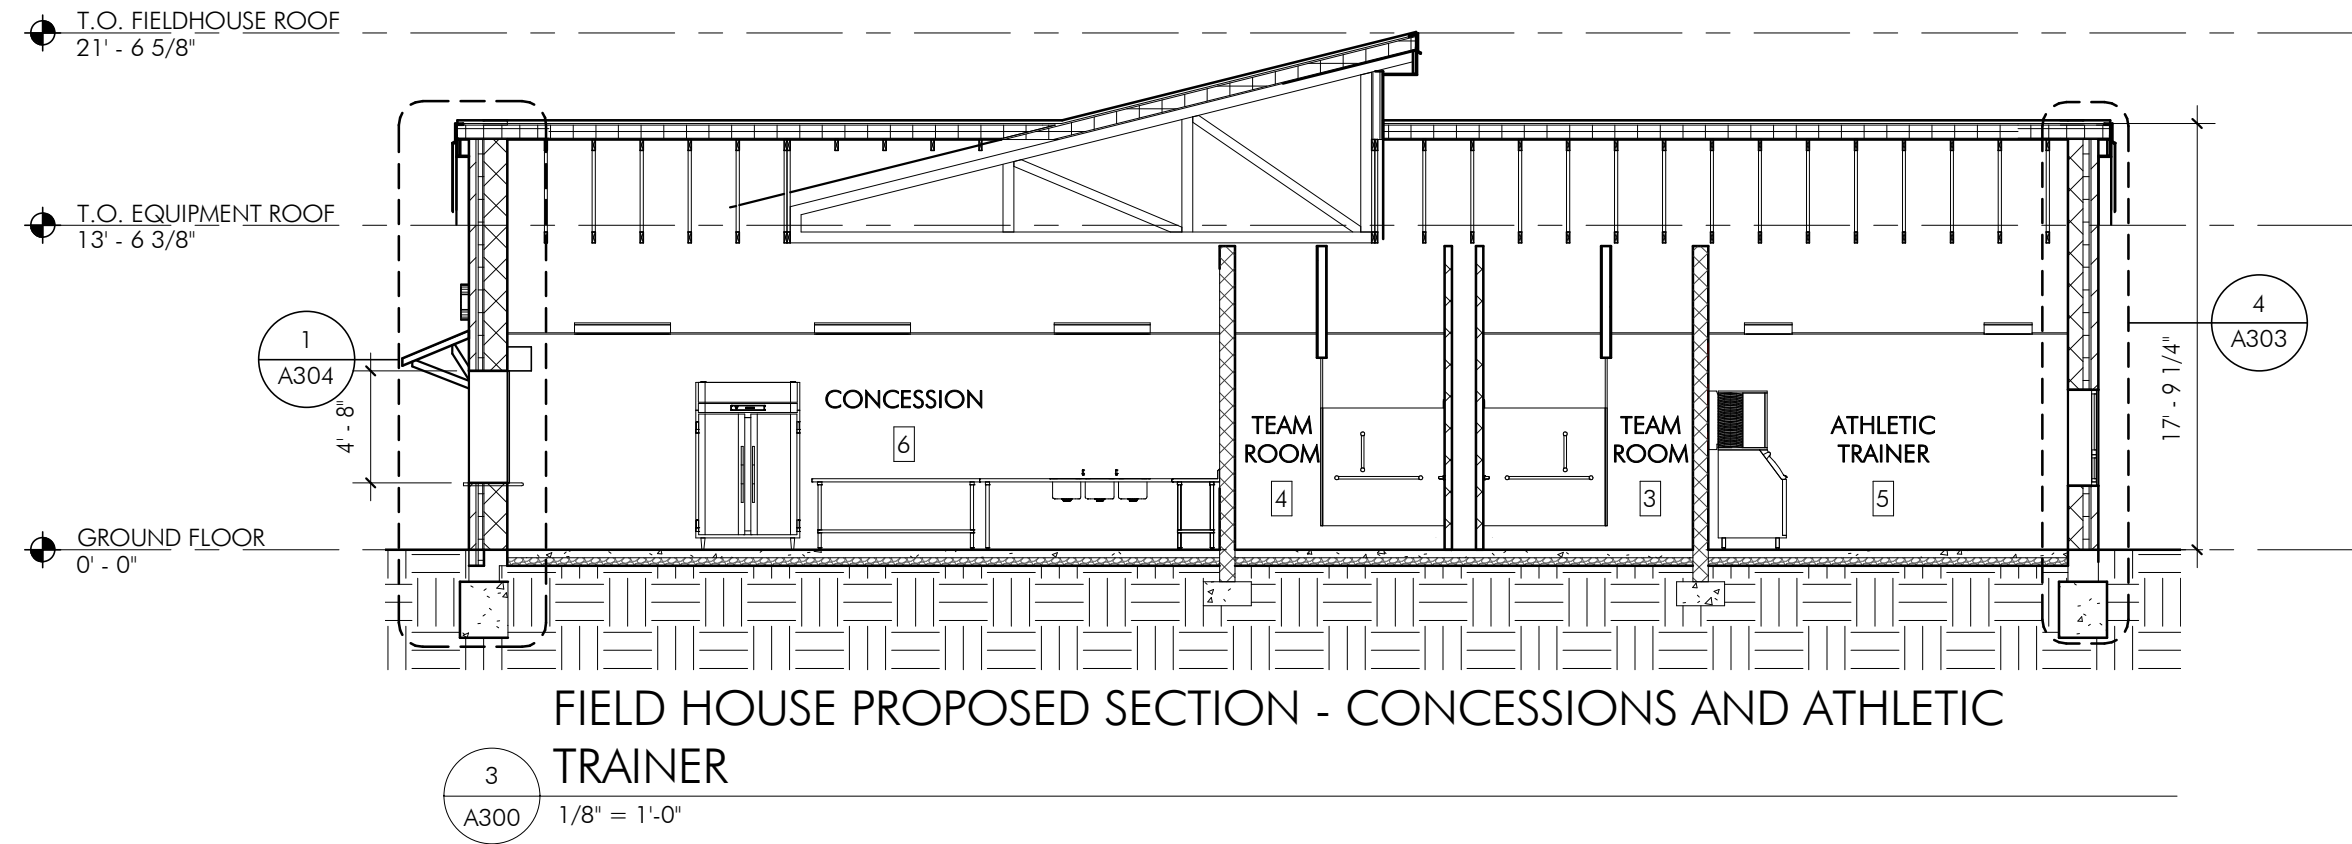 T.O. FIELDHOUSE ROOF
21' - 6 5/8"
T.O. EQUIPMENT ROOF
13' - 6 3/8"
1
A304
4' - 8"
CONCESSION
6
TEAM
ROOM
4
TEAM
ROOM
3
ATHLETIC
TRAINER
5
17' - 9 1/4"
4
A303
GROUND FLOOR
0' - 0"
FIELD HOUSE PROPOSED SECTION - CONCESSIONS AND ATHLETIC
TRAINER
3
A300
1/8" = 1'-0"